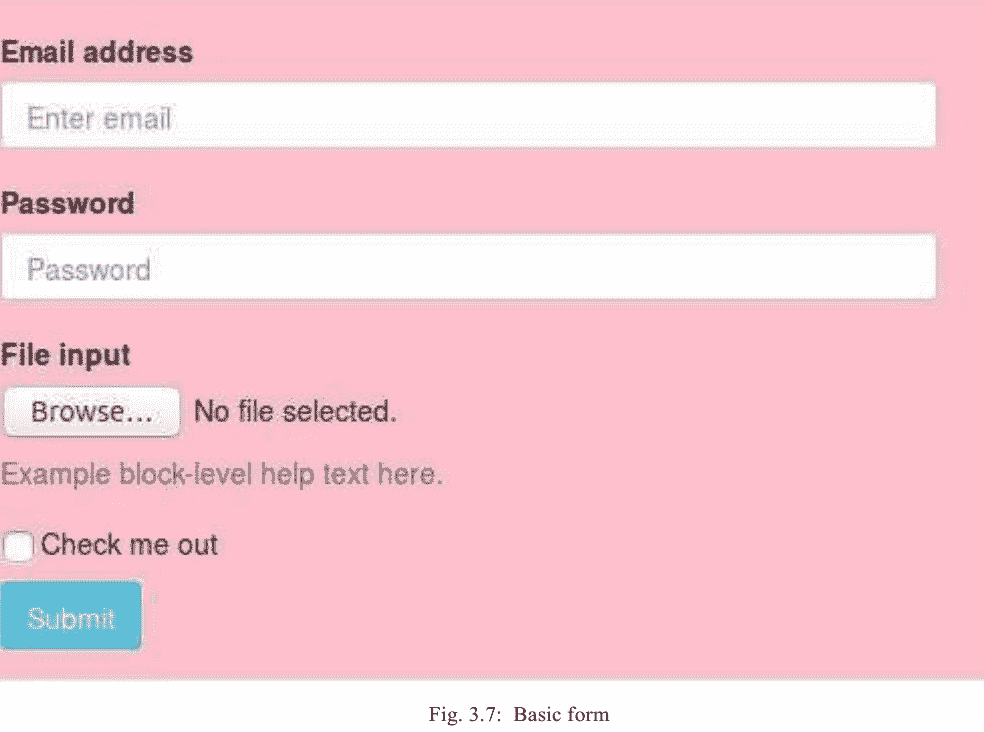 Email address
Enter email
Password
Password
File input
Browse... No file selected.
Example block-level help text here.
Check me out
Submit
Fig. 3.7: Basic form